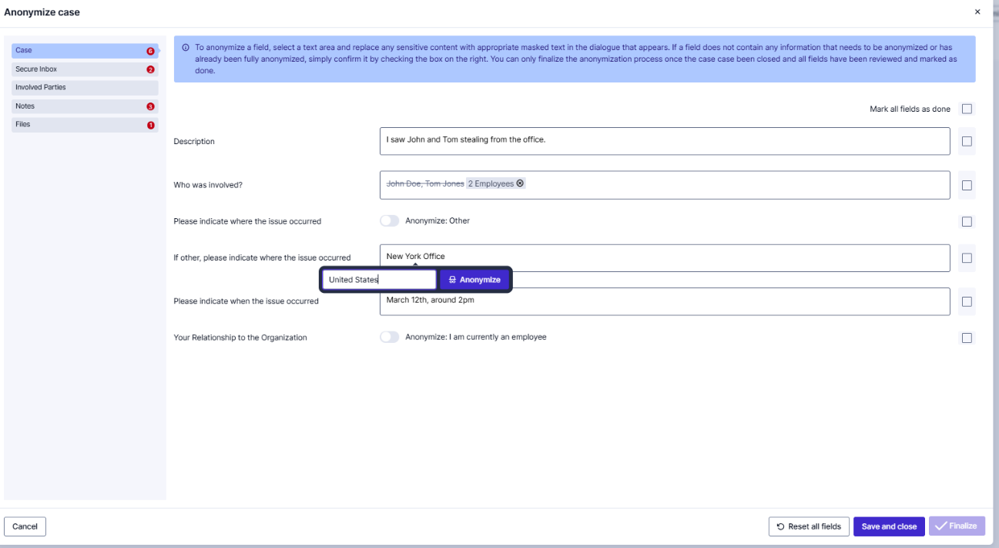 Anonymize case
Case 6
Secure Inbox 2
Involved Parties
Notes 3
Files 1
To anonymize a field, select a text area and replace any sensitive content with appropriate masked text in the dialogue that appears. If a field does not contain any information that needs to be anonymized or has
already been fully anonymized, simply confirm it by checking the box on the right. You can only finalize the anonymization process once the case case been closed and all fields have been reviewed and marked as
done.
Mark all fields as done
Description
I saw John and Tom stealing from the office.
Who was involved?
John Doe, Tom Jones 2 Employees
Please indicate where the issue occurred
Anonymize: Other
If other, please indicate where the issue occurred
New York Office
United States
Anonymize
Please indicate when the issue occurred
March 12th, around 2pm
Your Relationship to the Organization
Anonymize: I am currently an employee
Cancel
Reset all fields
Save and close
Finalize